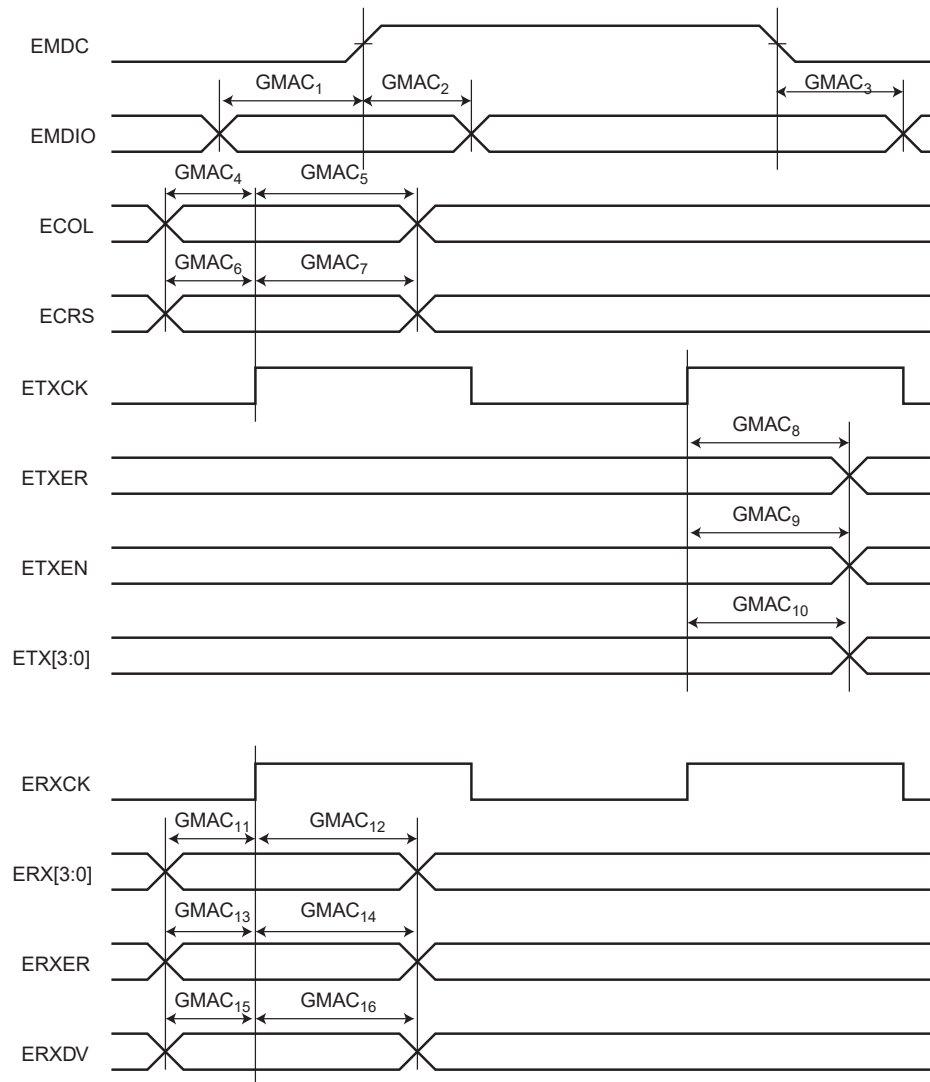 EMDC
GMAC1 GMAC2 GMAC3
EMDIO
GMAC4 GMAC5
ECOL
GMAC6 GMAC7
ECRS
ETXCK
GMAC8
ETXER
GMAC9
ETXEN
GMAC10
ETX[3:0]
ERXCK
GMAC11 GMAC12
ERX[3:0]
GMAC13 GMAC14
ERXER
GMAC15 GMAC16
ERXDV